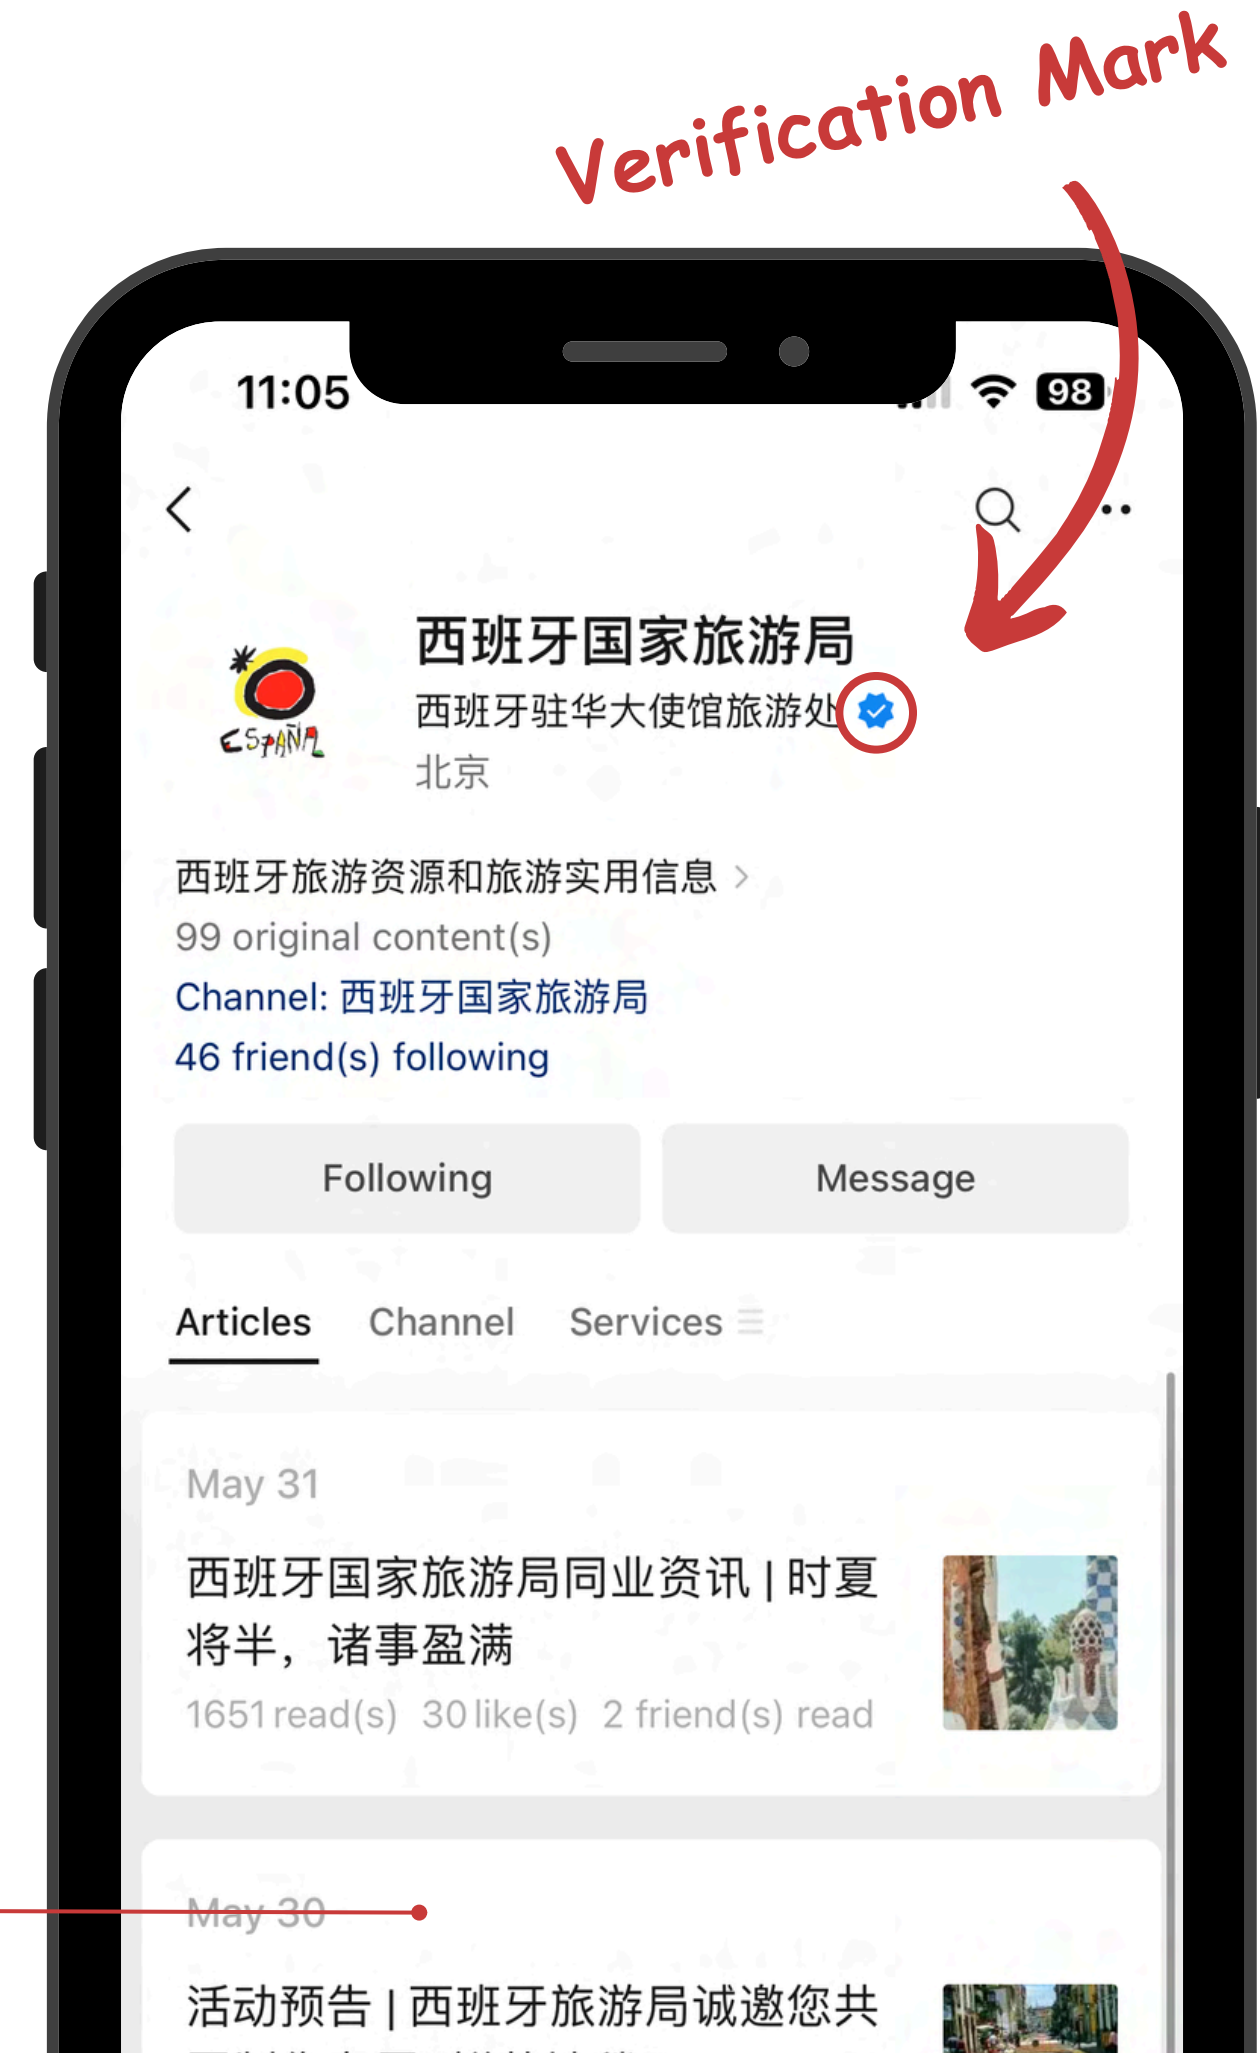 Verification Mark
11:05
98
西班牙国家旅游局
西班牙驻华大使馆旅游处
北京
ESPAÑA
西班牙旅游资源和旅游实用信息
99 original content(s)
Channel: 西班牙国家旅游局
46 friend(s) following
Following
Message
Articles
Channel
Services
May 31
西班牙国家旅游局同业资讯 | 时夏
将半，诸事盈满
1651 read(s) 30 like(s) 2 friend(s) read
May 30
活动预告 | 西班牙旅游局诚邀您共